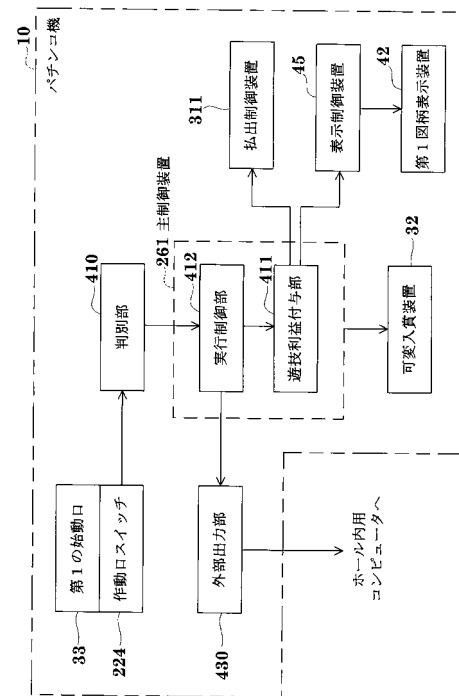 10
パチンコ機
33
第1の始動口
224
作動口スイッチ
410
判別部
261 主制御装置
412
実行制御部
411
遊技利益付与部
311
払出制御装置
45
表示制御装置
42
第1図柄表示装置
32
可変入賞装置
430
外部出力部
ホール内用
コンピュータへ